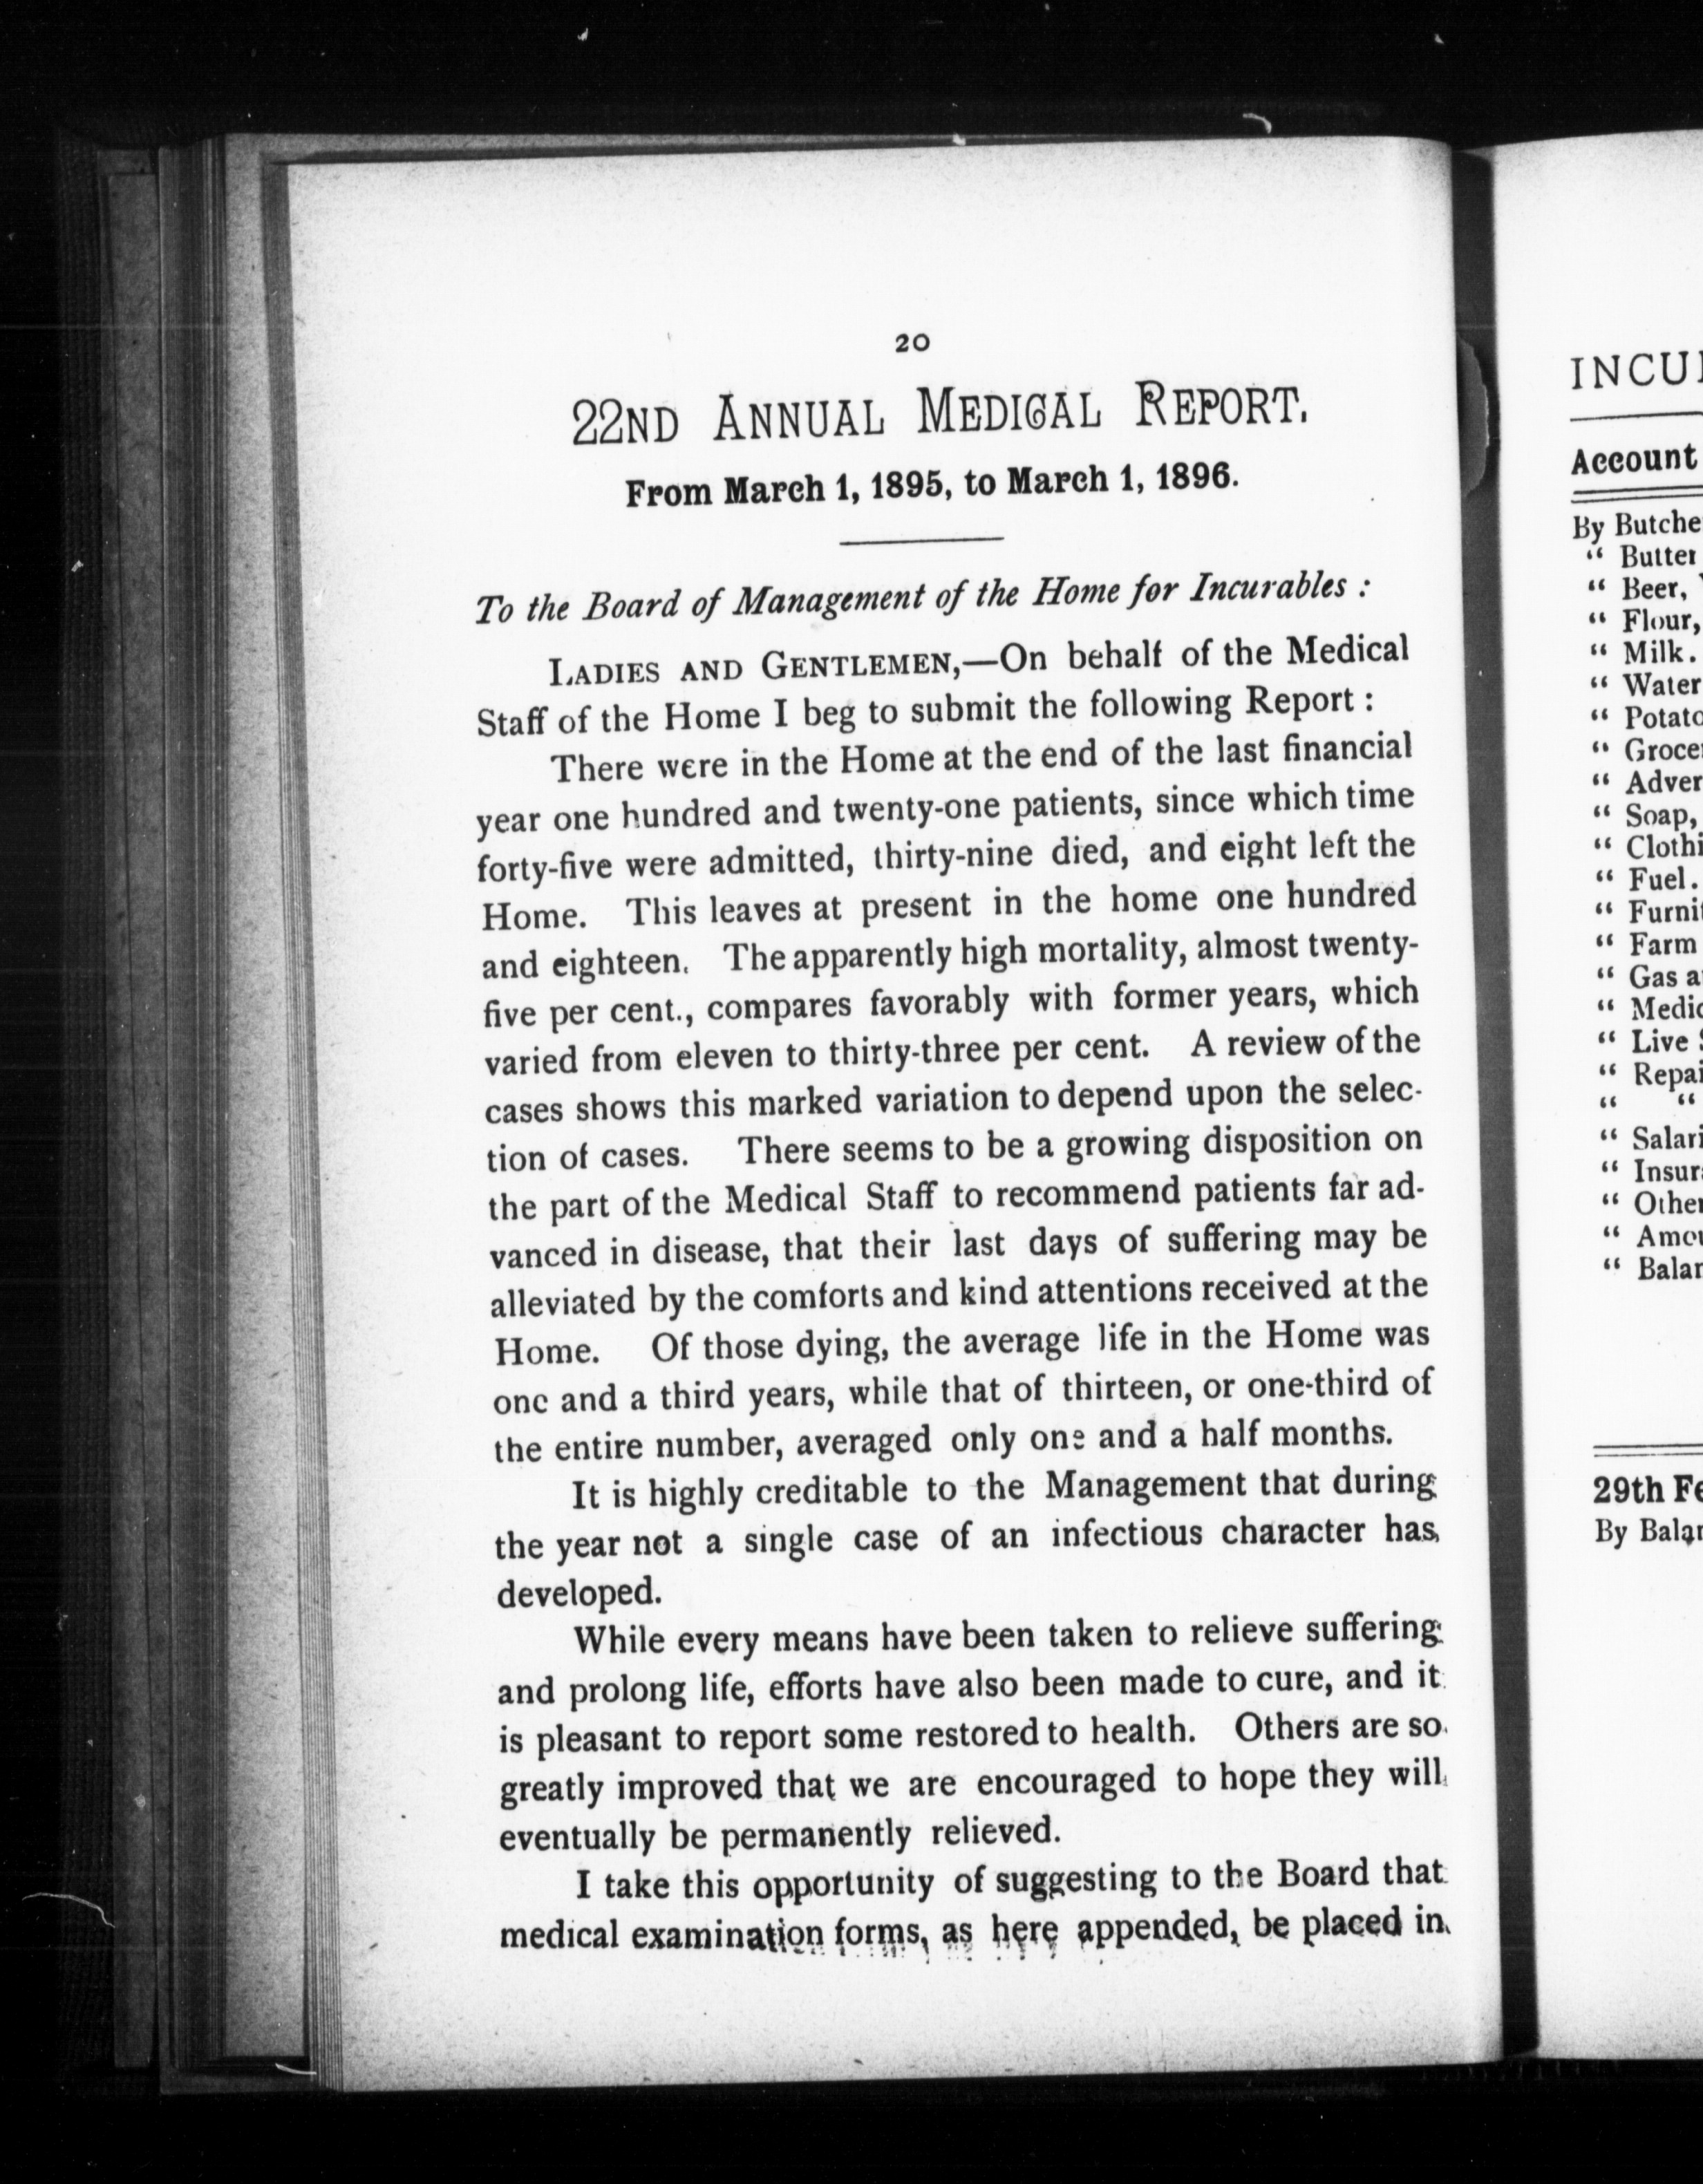 20
22ND ANNUAL MEDICAL REPORT.
From March 1, 1895, to March 1, 1896.
To the Board of Management of the Home for Incurables :
LADIES AND GENTLEMEN,—On behalf of the Medical
Staff of the Home I beg to submit the following Report :
There were in the Home at the end of the last financial
year one hundred and twenty-one patients, since which time
forty-five were admitted, thirty-nine died, and eight left the
Home. This leaves at present in the home one hundred
and eighteen. The apparently high mortality, almost twenty-
five per cent., compares favorably with former years, which
varied from eleven to thirty-three per cent. A review of the
cases shows this marked variation to depend upon the selec-
tion of cases. There seems to be a growing disposition on
the part of the Medical Staff to recommend patients far ad-
vanced in disease, that their last days of suffering may be
alleviated by the comforts and kind attentions received at the
Home. Of those dying, the average life in the Home was
one and a third years, while that of thirteen, or one-third of
the entire number, averaged only one and a half months.
It is highly creditable to the Management that during
the year not a single case of an infectious character has
developed.
While every means have been taken to relieve suffering
and prolong life, efforts have also been made to cure, and it
is pleasant to report some restored to health. Others are so
greatly improved that we are encouraged to hope they will
eventually be permanently relieved.
I take this opportunity of suggesting to the Board that
medical examination forms, as here appended, be placed in
Account
By
" Butter
" Beer,
" Flour,
" Milk.
" Water
"
"
"
" Soap,
"
" Fuel.
"
" Farm
" Gas
"
" Live
"
" "
"
"
" Other
"
"
29th
By